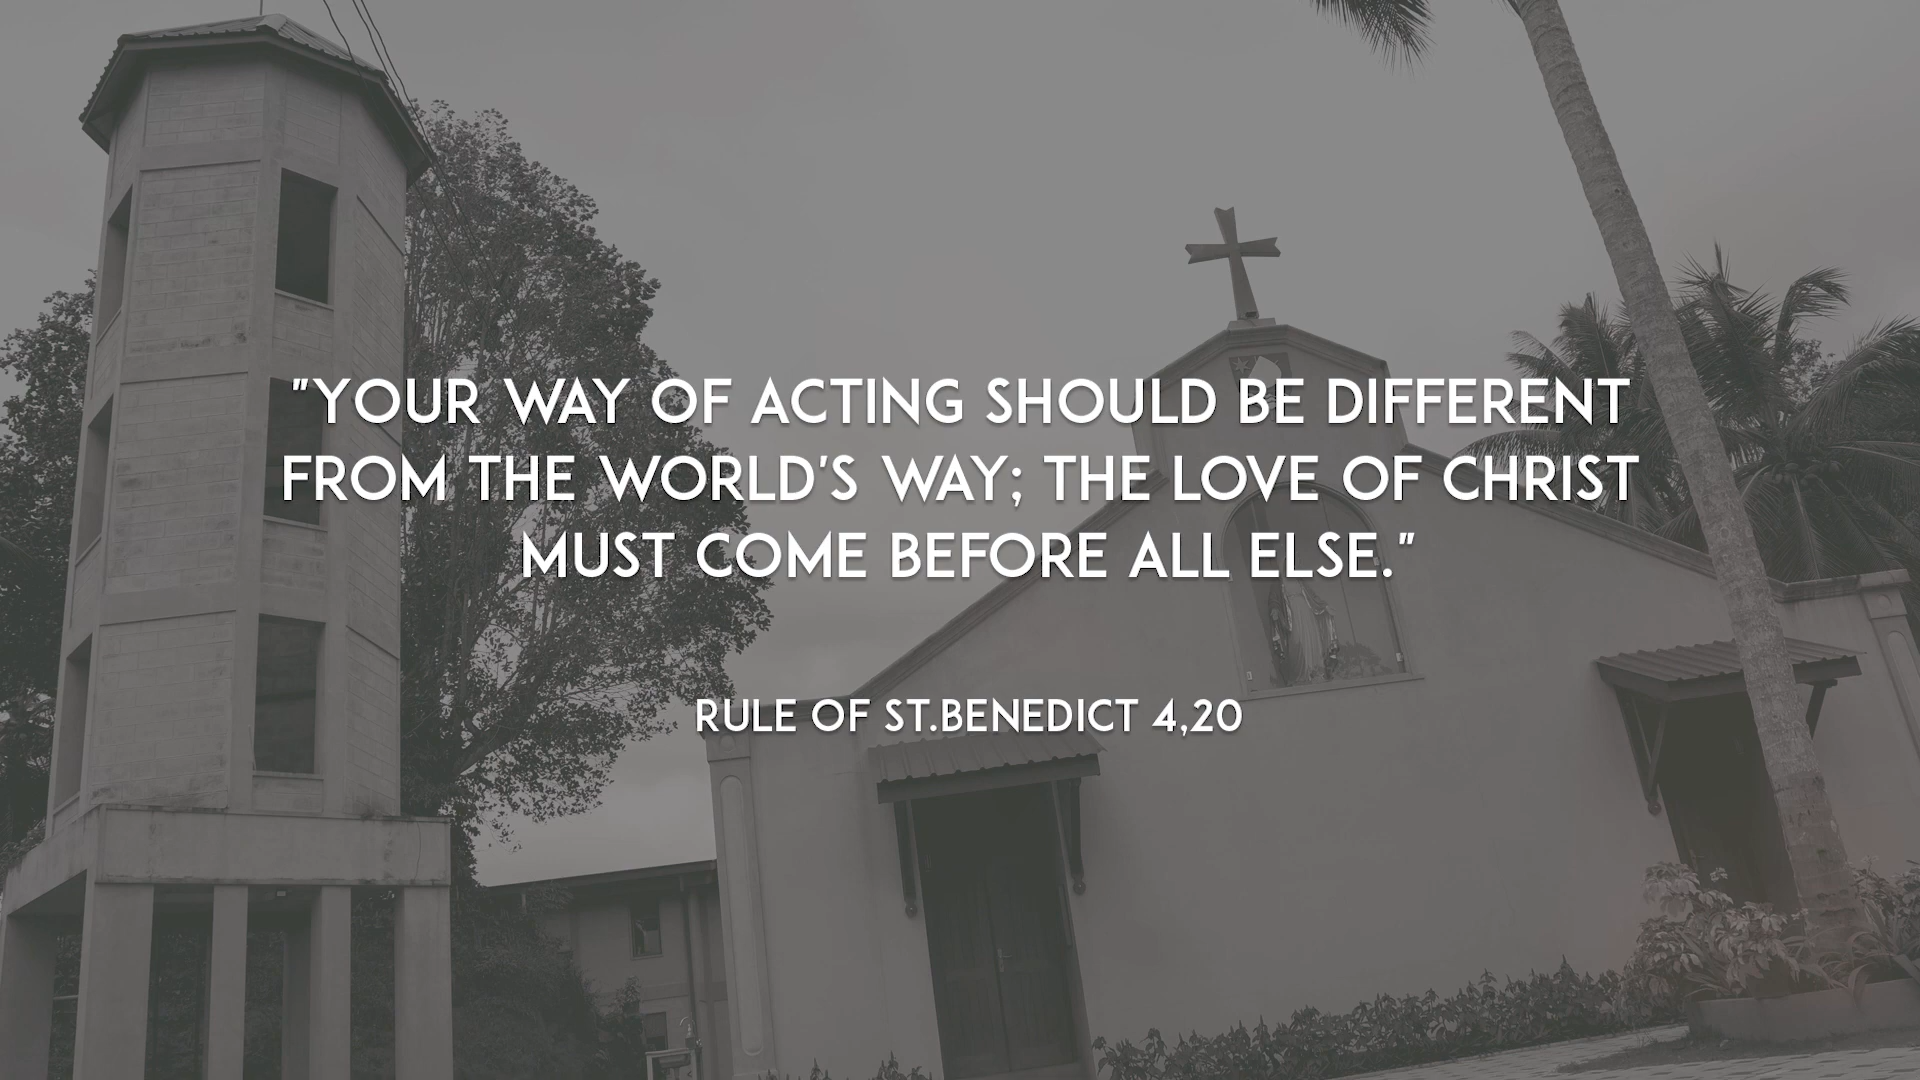 "YOUR WAY OF ACTING SHOULD BE DIFFERENT
FROM THE WORLD'S WAY; THE LOVE OF CHRIST
MUST COME BEFORE ALL ELSE."
RULE OF ST.BENEDICT 4,20